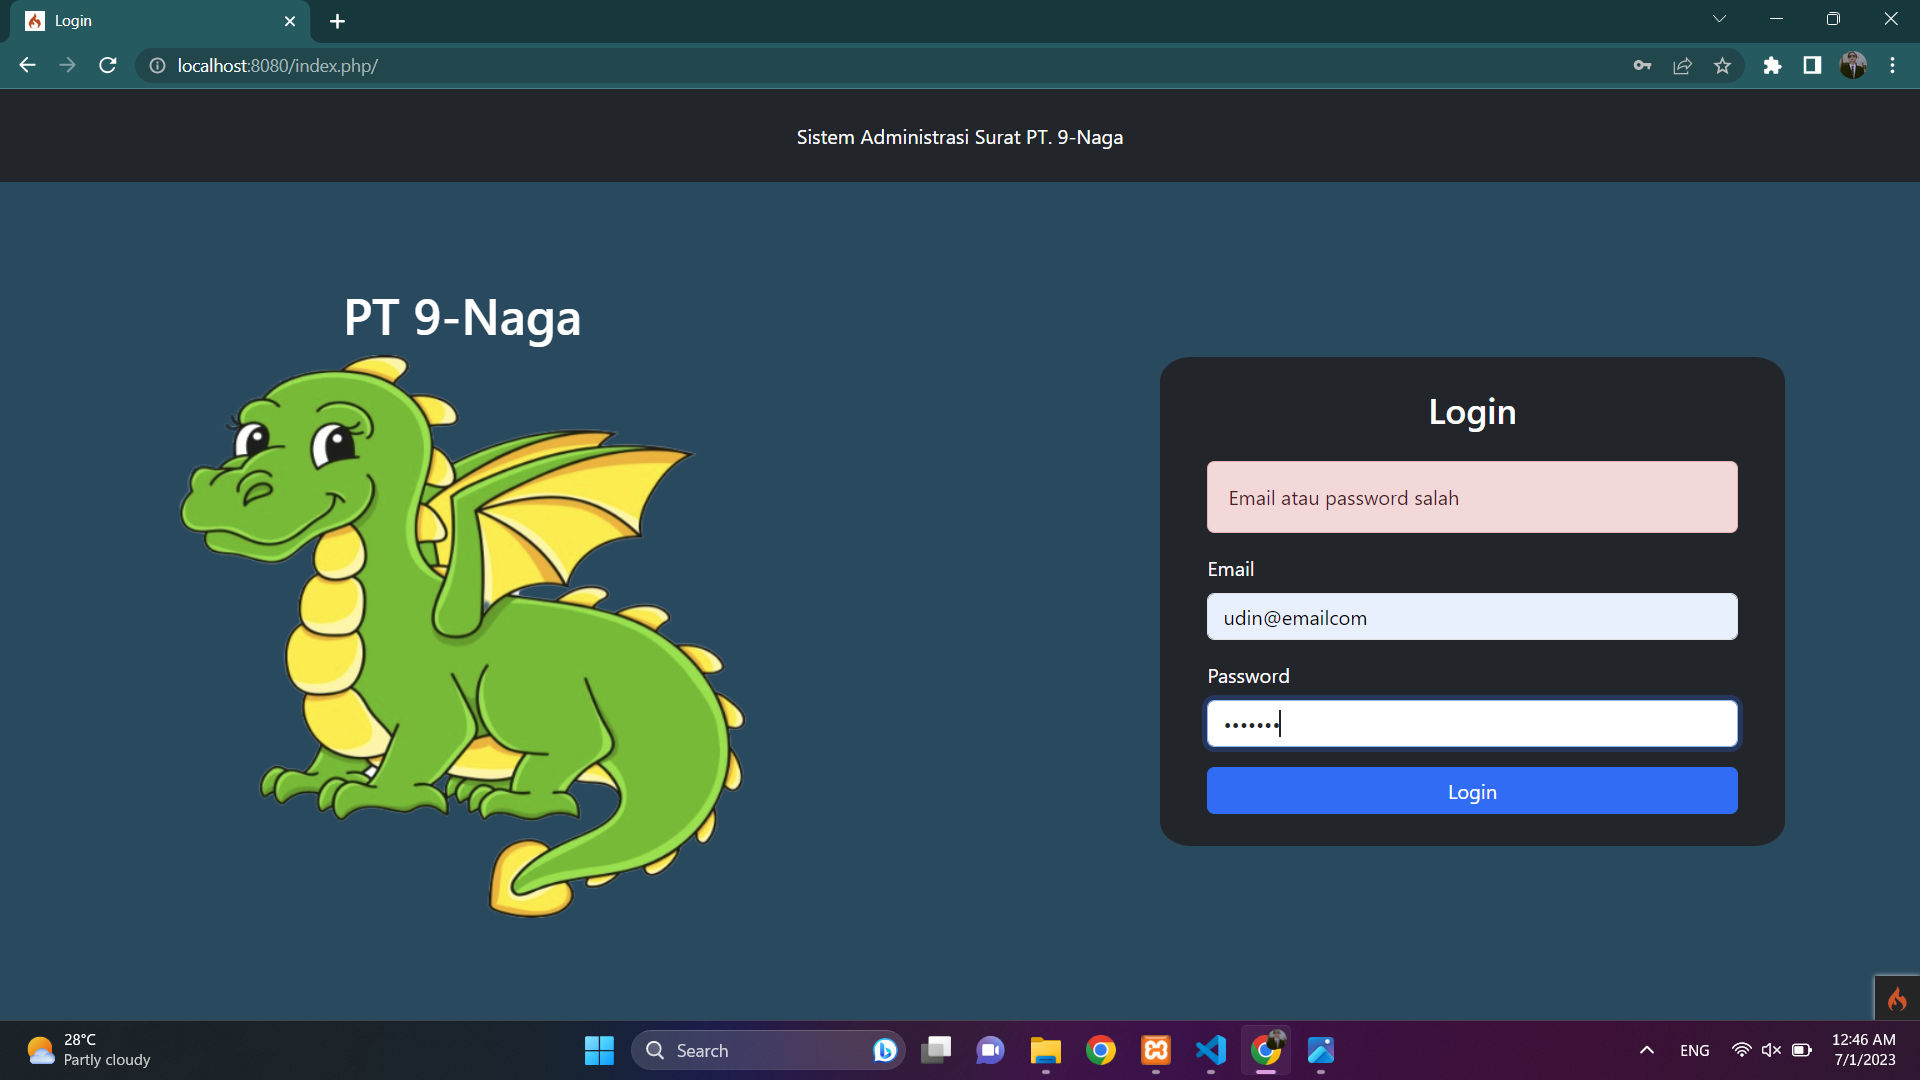 Login
localhost:8080/index.php/
Sistem Administrasi Surat PT. 9-Naga
PT 9-Naga
Login
Email atau password salah
Email
udin@emailcom
Password
•••••••
Login
28°C
Partly cloudy
Search
ENG
12:46 AM
7/1/2023